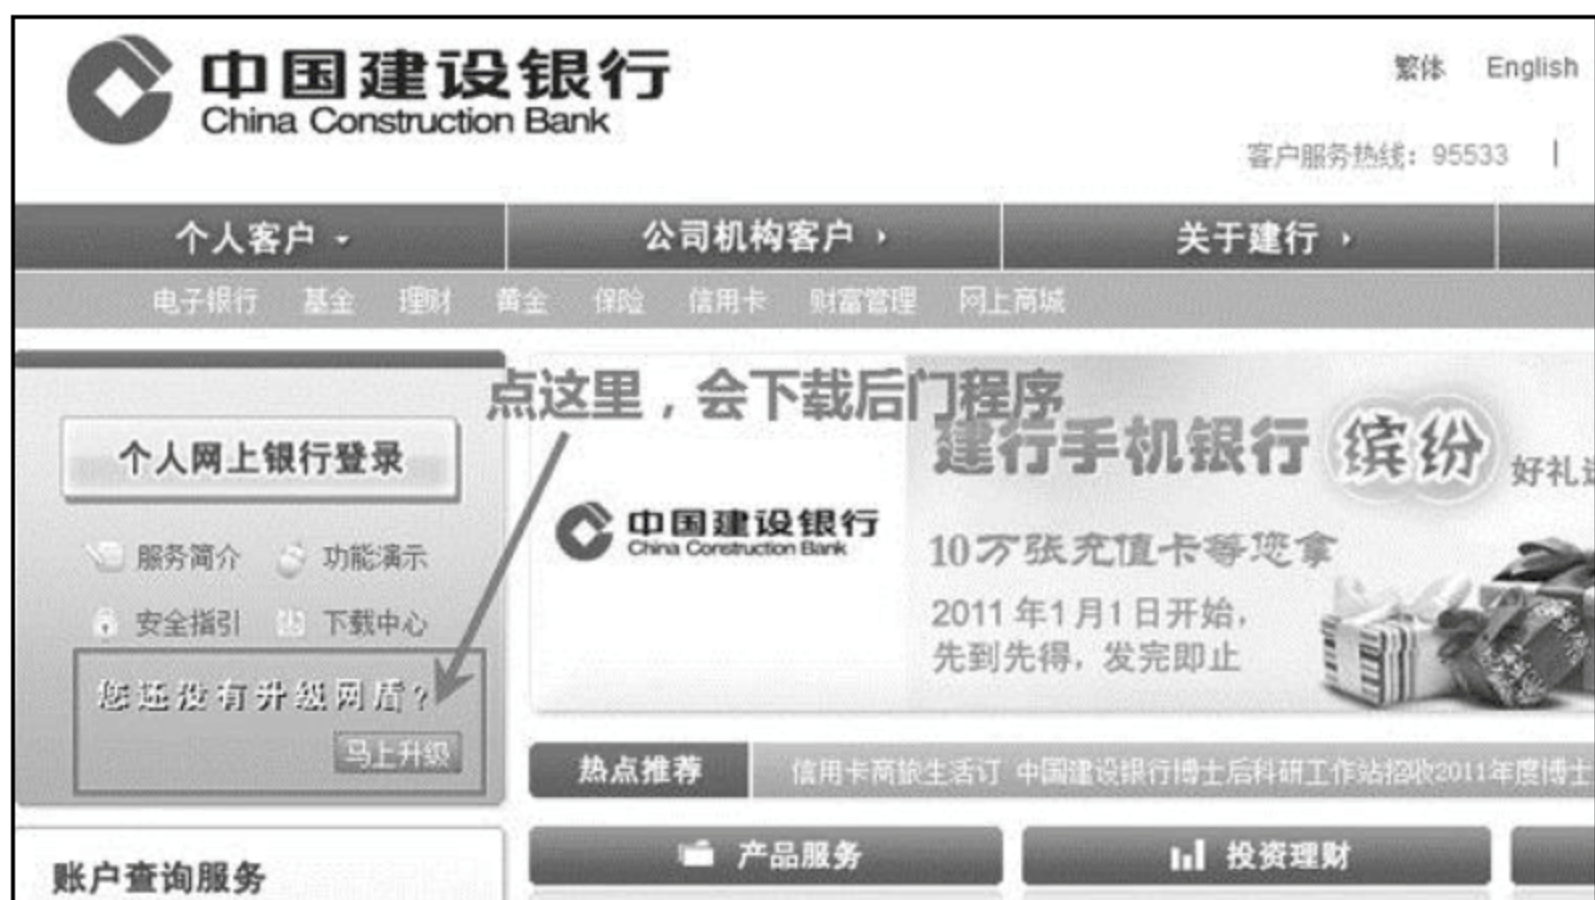 中国建设银行
China Construction Bank
繁体 English
客户服务热线：95533 |
个人客户 公司机构客户 关于建行
电子银行 基金 理财 黄金 保险 信用卡 财富管理 网上商城
点这里，会下载后门程序
个人网上银行登录
服务简介 功能演示
安全指引 下载中心
您还没有升级网盾?
马上升级
中国建设银行
China Construction Bank
建行手机银行 缤纷 好礼
10万张充值卡等您拿
2011年1月1日开始，
先到先得，发完即止
热点推荐 信用卡商旅生活订 中国建设银行博士后科研工作站招收2011年度博士
产品服务 投资理财
账户查询服务